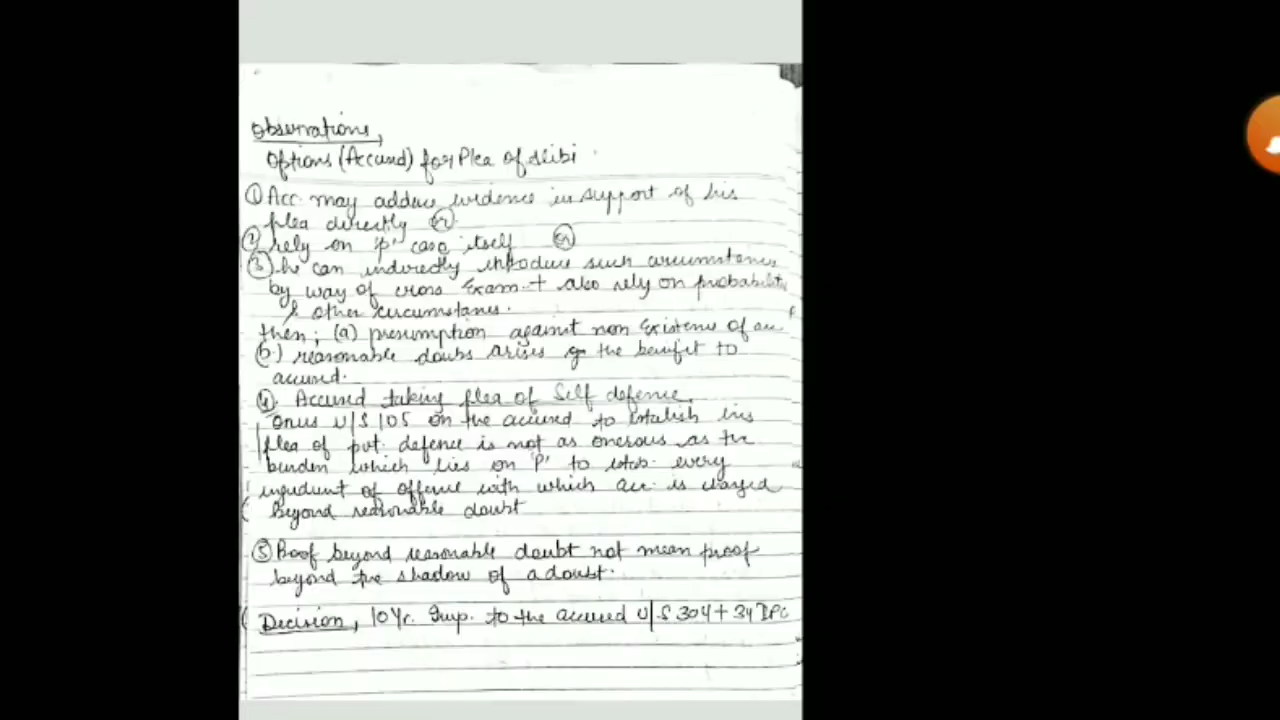 Observations,
Options (Accused) for Plea of Alibi
① Acc. may adduce evidence in support of his
plea directly or
② rely on 'P' case itself or
③ he can indirectly introduce such circumstances
by way of cross Exam. + also rely on probability
& other circumstances.
then; (a) presumption against non Existence of
(b.) reasonable doubs arises go the benifit to
accused.
④ Accused taking plea of Self defence.
Onus U/S 105 on the accused to establish his
plea of pvt. defence is not as onerous as the
burden which lies on 'P' to estab. every
ingredient of offence with which acc. is charged
Beyond reasonable doubt
⑤ Proof beyond reasonable doubt not mean proof
beyond the shadow of a doubt.
Decision, 10 Yr. Imp. to the accused U/S 304 + 34 IPC